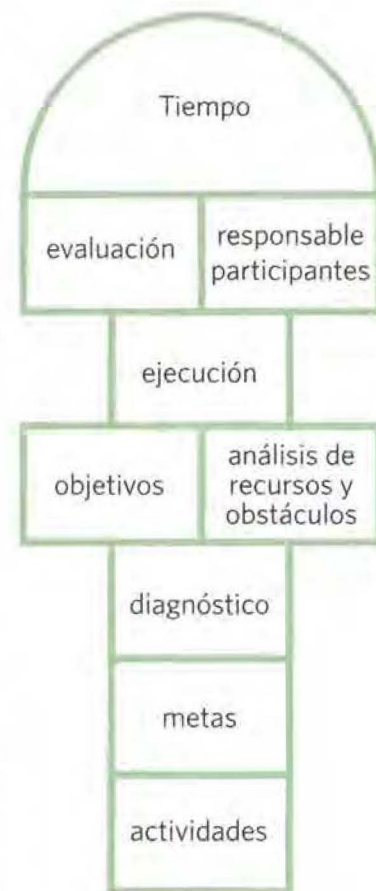 Tiempo
evaluación
responsable
participantes
ejecución
objetivos
análisis de
recursos y
obstáculos
diagnóstico
metas
actividades